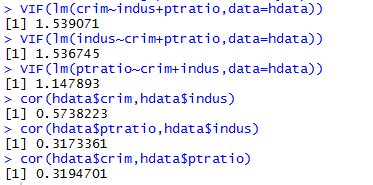 > VIF(lm(crim~indus+ptratio,data=hdata))
[1] 1.539071
> VIF(lm(indus~crim+ptratio,data=hdata))
[1] 1.536745
> VIF(lm(ptratio~crim+indus,data=hdata))
[1] 1.147893
> cor(hdata$crim,hdata$indus)
[1] 0.5738223
> cor(hdata$ptratio,hdata$indus)
[1] 0.3173361
> cor(hdata$crim,hdata$ptratio)
[1] 0.3194701